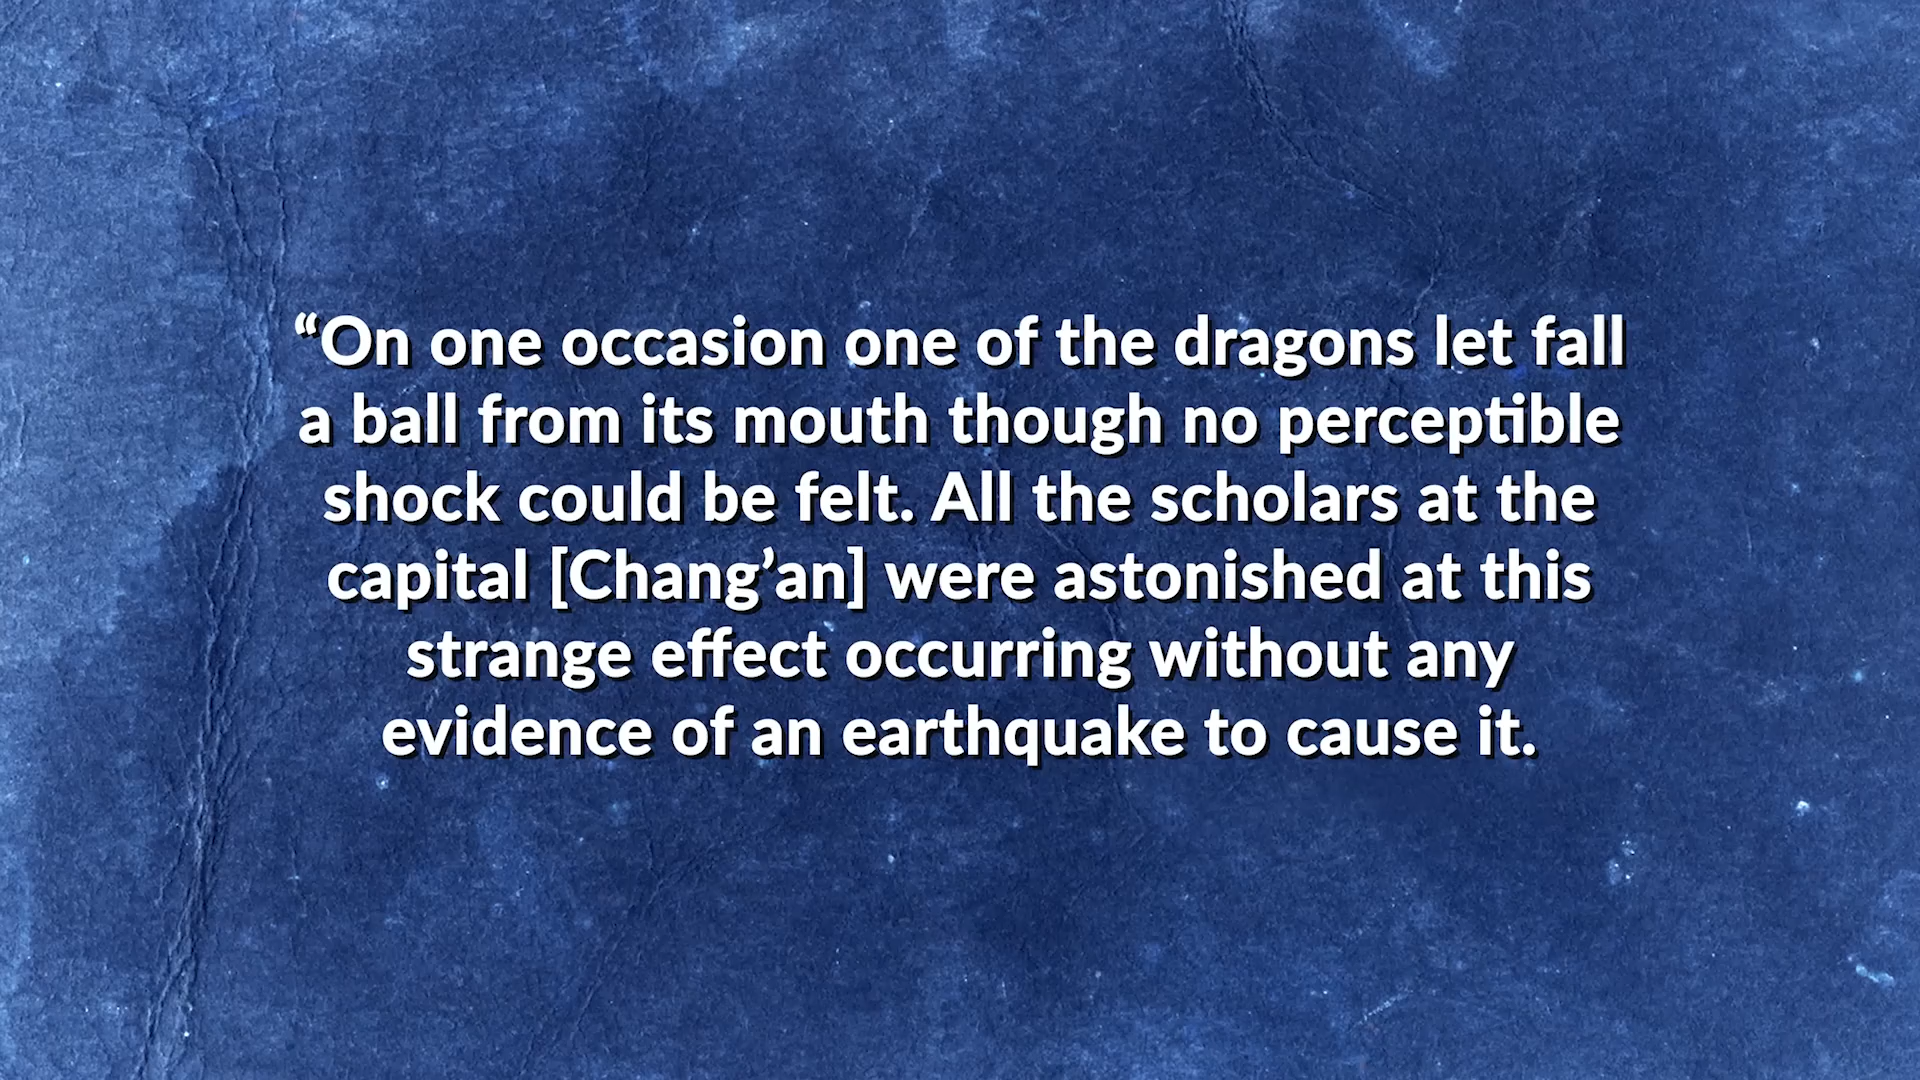 “On one occasion one of the dragons let fall
a ball from its mouth though no perceptible
shock could be felt. All the scholars at the
capital [Chang’an] were astonished at this
strange effect occurring without any
evidence of an earthquake to cause it.